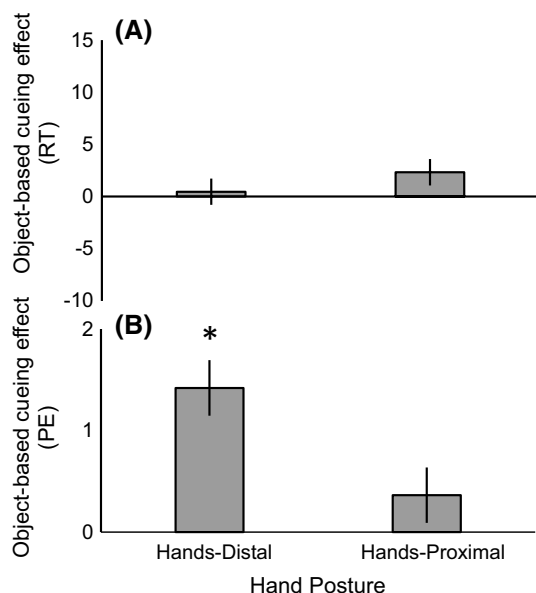 (A)
Object-based cueing effect
(RT)
15
10
5
0
-5
-10
(B)
Object-based cueing effect
(PE)
2
1
0
*
Hands-Distal
Hands-Proximal
Hand Posture